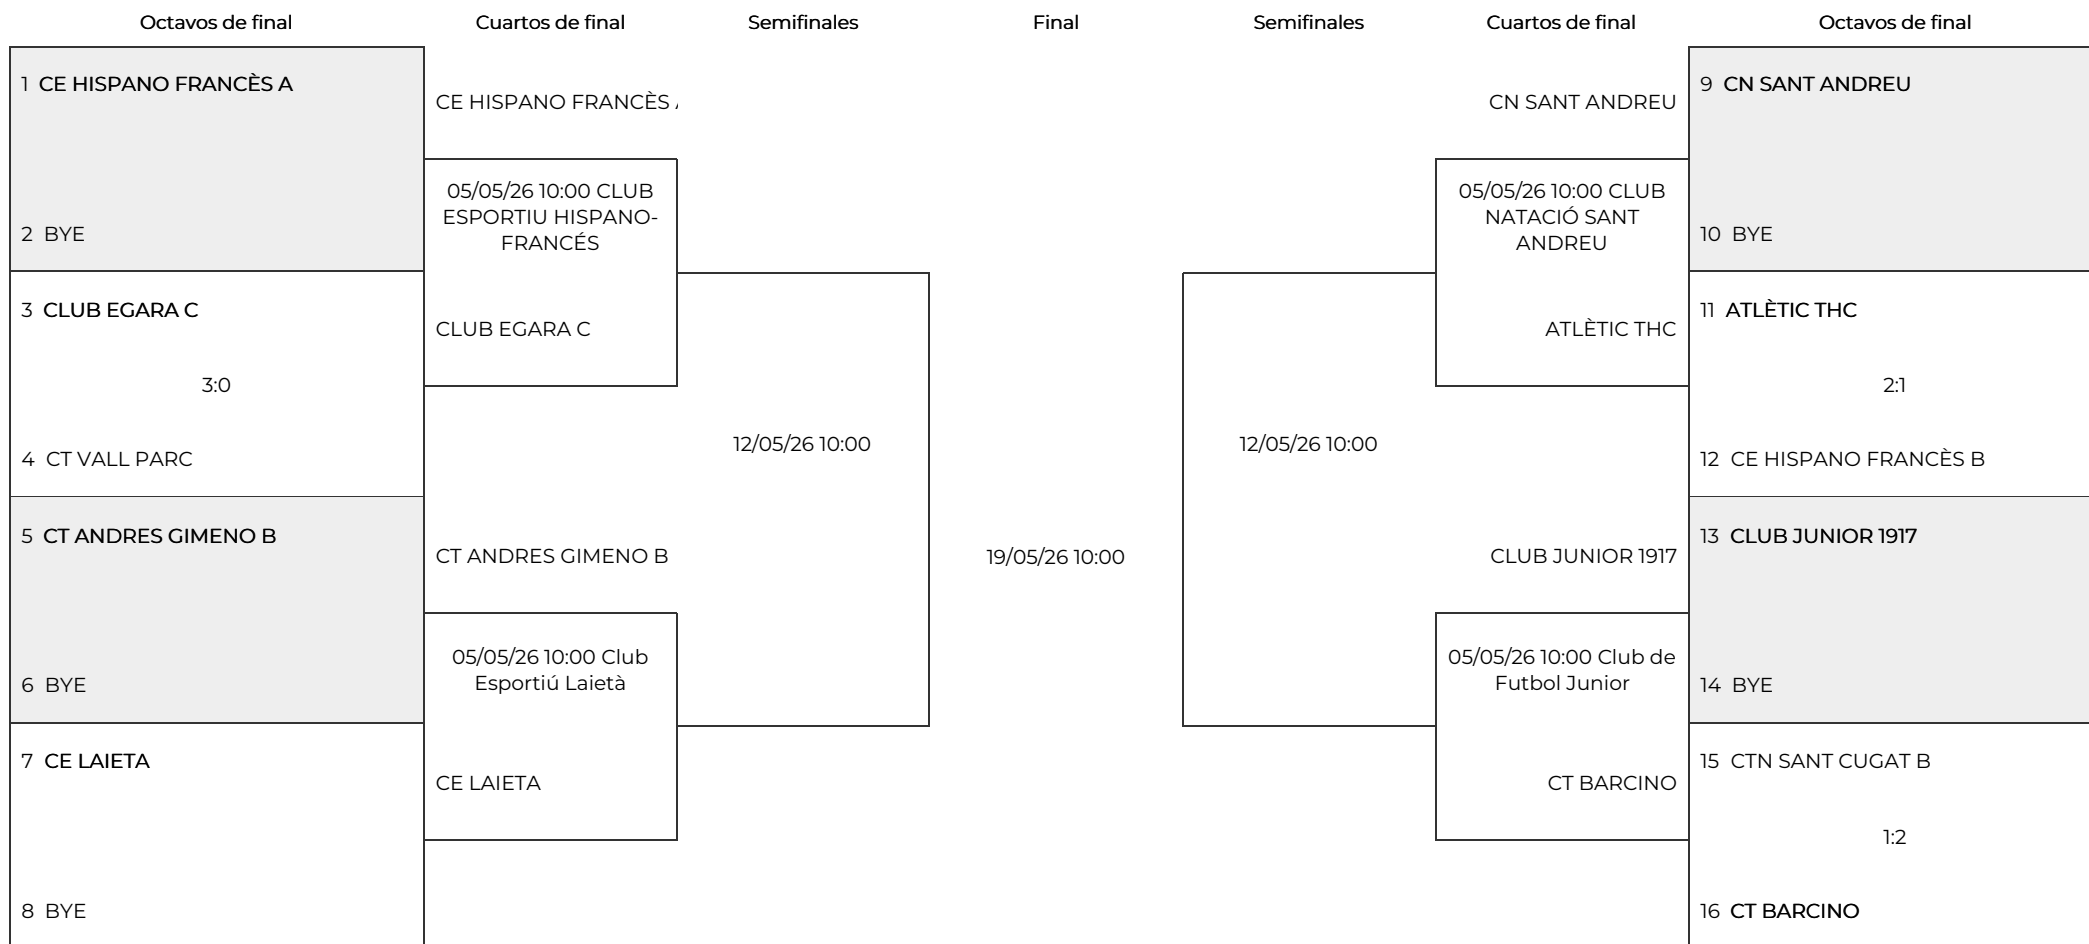 Octavos de final
Cuartos de final
Semifinales
Final
Semifinales
Cuartos de final
Octavos de final
1 CE HISPANO FRANCÈS A
2 BYE
3 CLUB EGARA C
3:0
4 CT VALL PARC
5 CT ANDRES GIMENO B
6 BYE
7 CE LAIETA
8 BYE
CE HISPANO FRANCÈS
05/05/26 10:00 CLUB
ESPORTIU HISPANO-
FRANCÉS
CLUB EGARA C
CT ANDRES GIMENO B
05/05/26 10:00 Club
Esportiú Laietà
CE LAIETA
12/05/26 10:00
19/05/26 10:00
12/05/26 10:00
CN SANT ANDREU
05/05/26 10:00 CLUB
NATACIÓ SANT
ANDREU
ATLÈTIC THC
CLUB JUNIOR 1917
05/05/26 10:00 Club de
Futbol Junior
CT BARCINO
9 CN SANT ANDREU
10 BYE
11 ATLÈTIC THC
2:1
12 CE HISPANO FRANCÈS B
13 CLUB JUNIOR 1917
14 BYE
15 CTN SANT CUGAT B
1:2
16 CT BARCINO